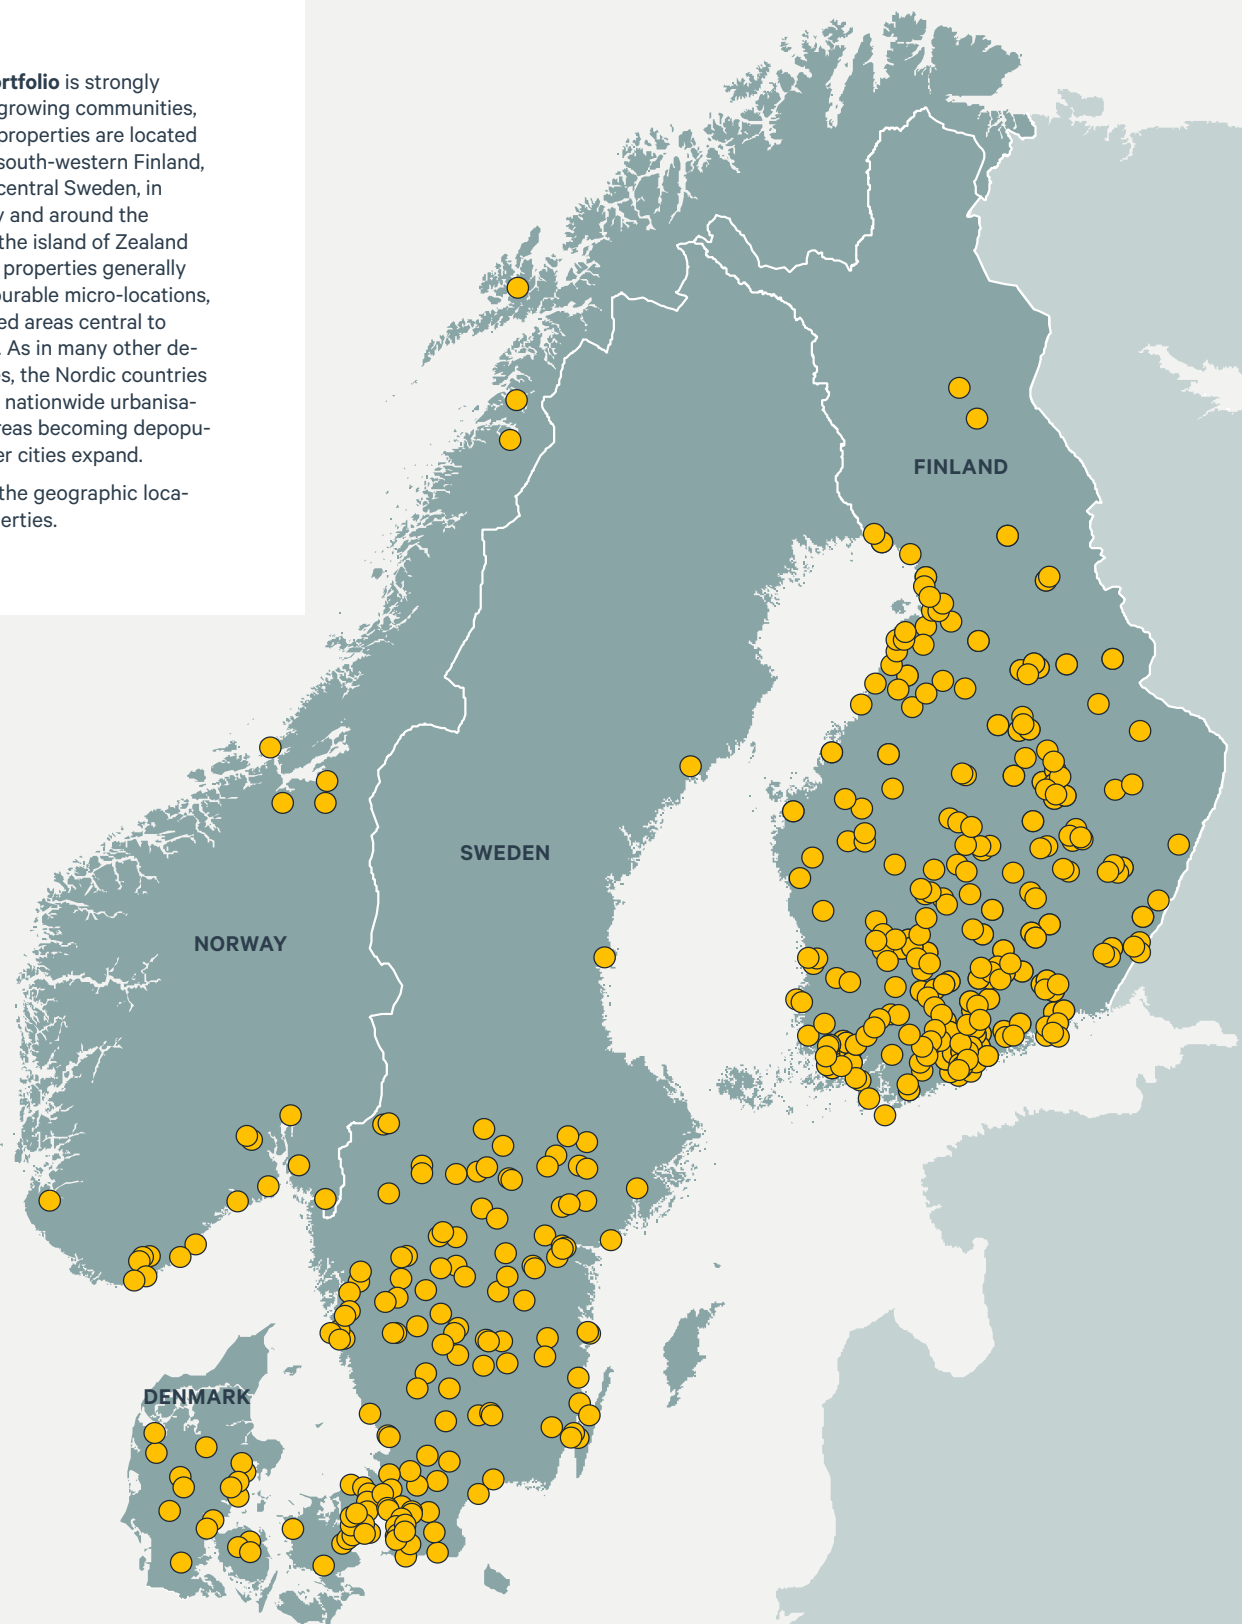 rtfolio is strongly
growing communities,
properties are located
south-western Finland,
central Sweden, in
y and around the
the island of Zealand
properties generally
urable micro-locations,
ed areas central to
. As in many other de-
s, the Nordic countries
nationwide urbanisa-
reas becoming depopu-
er cities expand.
the geographic loca-
erties.
FINLAND
SWEDEN
NORWAY
DENMARK